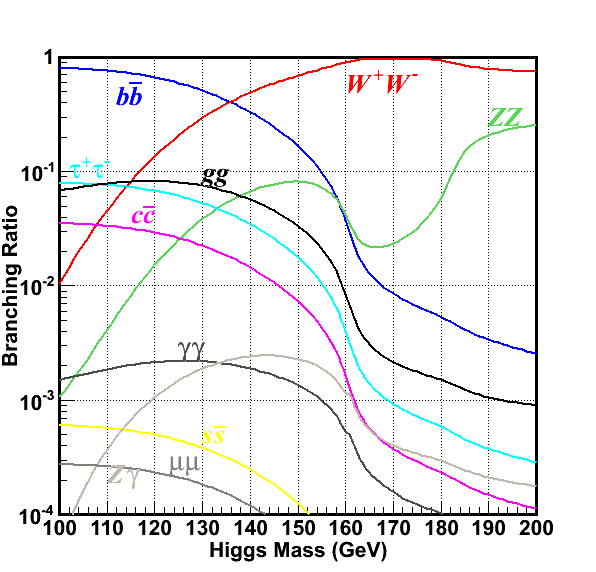 1
W⁺W⁻
bb̅
ZZ
10⁻¹
τ⁺τ⁻
gg
cc̅
10⁻²
γγ
10⁻³
ss̅
μμ
Zγ
10⁻⁴
100 110 120 130 140 150 160 170 180 190 200
Higgs Mass (GeV)
Branching Ratio